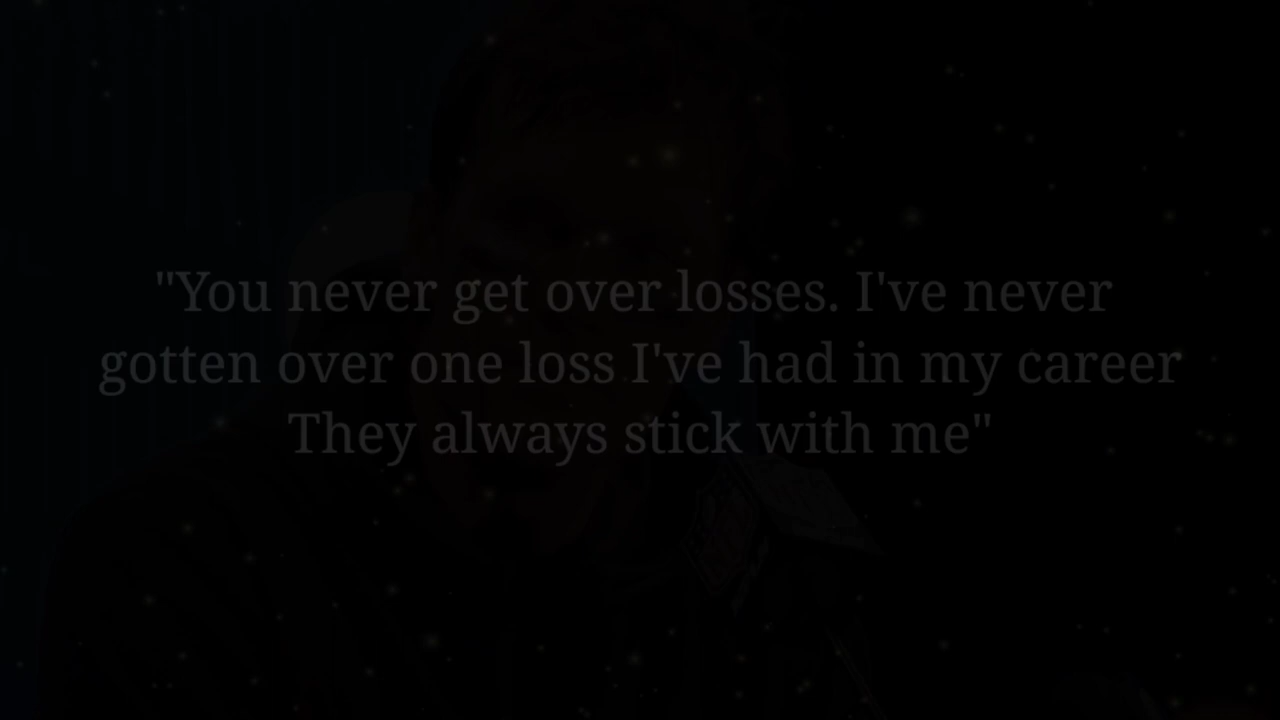 "You never get over losses. I've never
gotten over one loss I've had in my career
They always stick with me"